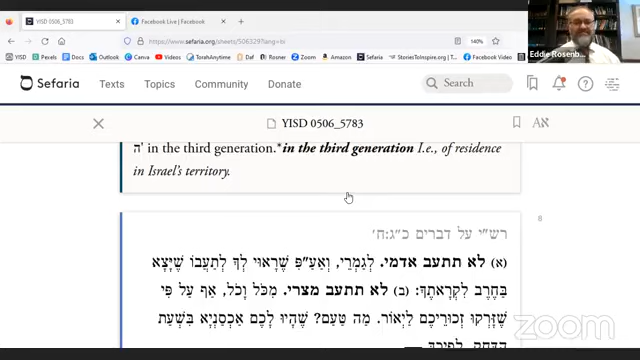 YISD 0506_5783
Facebook Live | Facebook
https://www.sefaria.org/sheets/506329?lang=bi
140%
YISD
Pevels
Docs
Outlook
Canva
Yahoo!
Daf
Rosner
Zoom
Amazon
Sefaria
StoriesToInspire.org
Facebook Video
TorahAnytime
Eddie Rosenb
Sefaria
Texts
Topics
Community
Donate
Search
YISD 0506_5783
ה' in the third generation.*in the third generation I.e., of residence
in Israel's territory.
8
רש"י על דברים כ״ג:ח׳
(א) לא תתעב אדמי. לְגַמְרֵי, וְאַעַ"פִּ שֶׁרָאוּי לְךָ לְתַעֲבוֹ שֶׁיָּצָא
בַּחֶרֶב לִקְרָאתֶךָ: (ב) לא תתעב מצרי. מִכֹּל וָכֹל, אַף עַל פִּי
שֶׁזָּרְקוּ זְכוּרֵיכֶם לַיְאוֹר. מַה טַּעַם? שֶׁהָיוּ לָכֶם אַכְסַנְיָא בִּשְׁעַת
הַדְּחָק, לְפִיכָךְ —
zoom